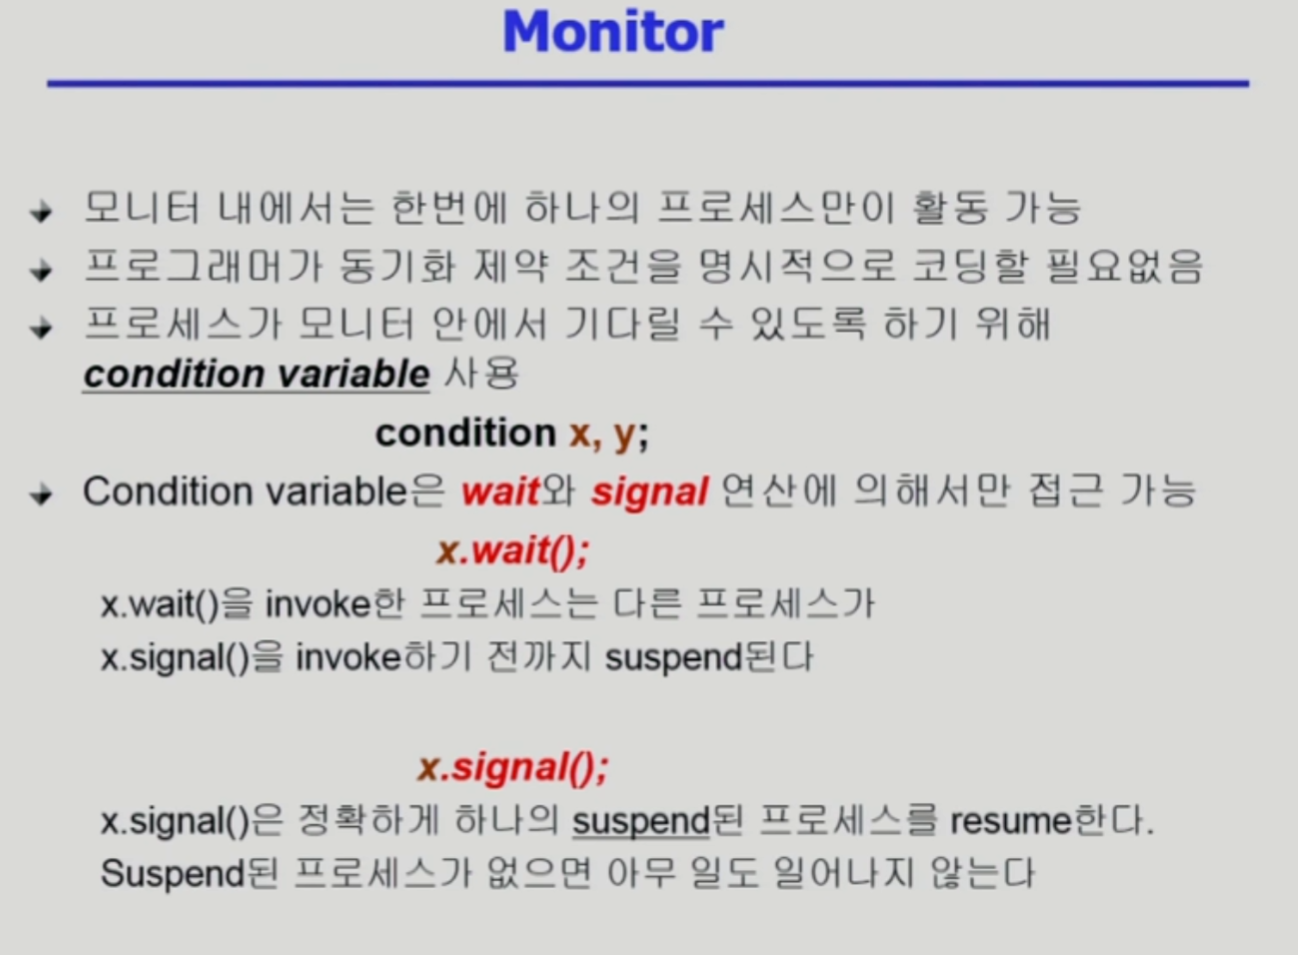 Monitor
모니터 내에서는 한번에 하나의 프로세스만이 활동 가능
프로그래머가 동기화 제약 조건을 명시적으로 코딩할 필요없음
프로세스가 모니터 안에서 기다릴 수 있도록 하기 위해
condition variable 사용
condition x, y;
Condition variable은 wait와 signal 연산에 의해서만 접근 가능
x.wait();
x.wait()을 invoke한 프로세스는 다른 프로세스가
x.signal()을 invoke하기 전까지 suspend된다
x.signal();
x.signal()은 정확하게 하나의 suspend된 프로세스를 resume한다.
Suspend된 프로세스가 없으면 아무 일도 일어나지 않는다